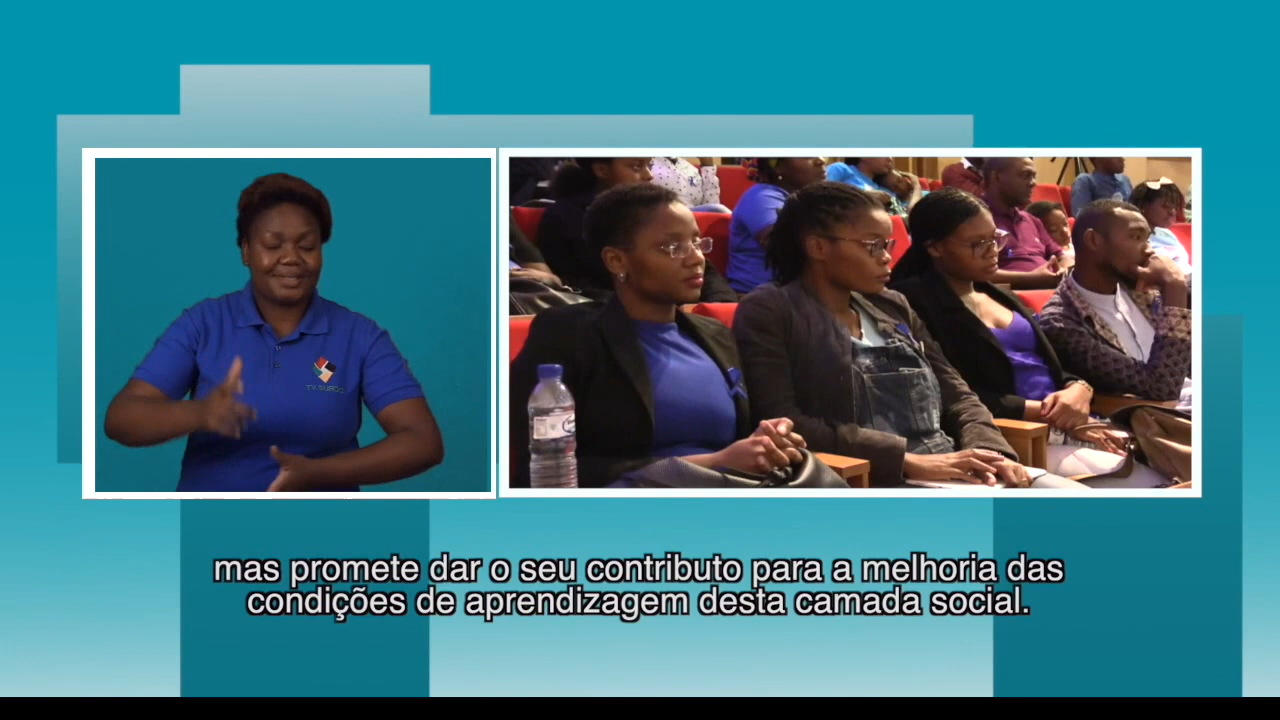 mas promete dar o seu contributo para a melhoria das
condições de aprendizagem desta camada social.